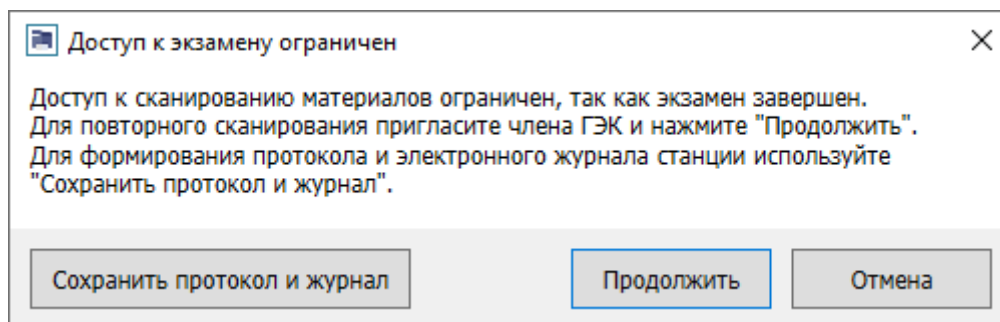 Доступ к экзамену ограничен
Доступ к сканированию материалов ограничен, так как экзамен завершен.
Для повторного сканирования пригласите члена ГЭК и нажмите "Продолжить".
Для формирования протокола и электронного журнала станции используйте
"Сохранить протокол и журнал".
Сохранить протокол и журнал
Продолжить
Отмена